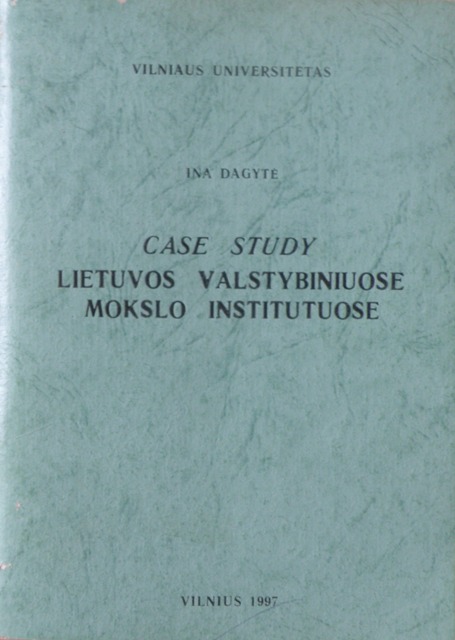 VILNIAUS UNIVERSITETAS
INA DAGYTĖ
CASE STUDY
LIETUVOS VALSTYBINIUOSE
MOKSLO INSTITUTUOSE
VILNIUS 1997